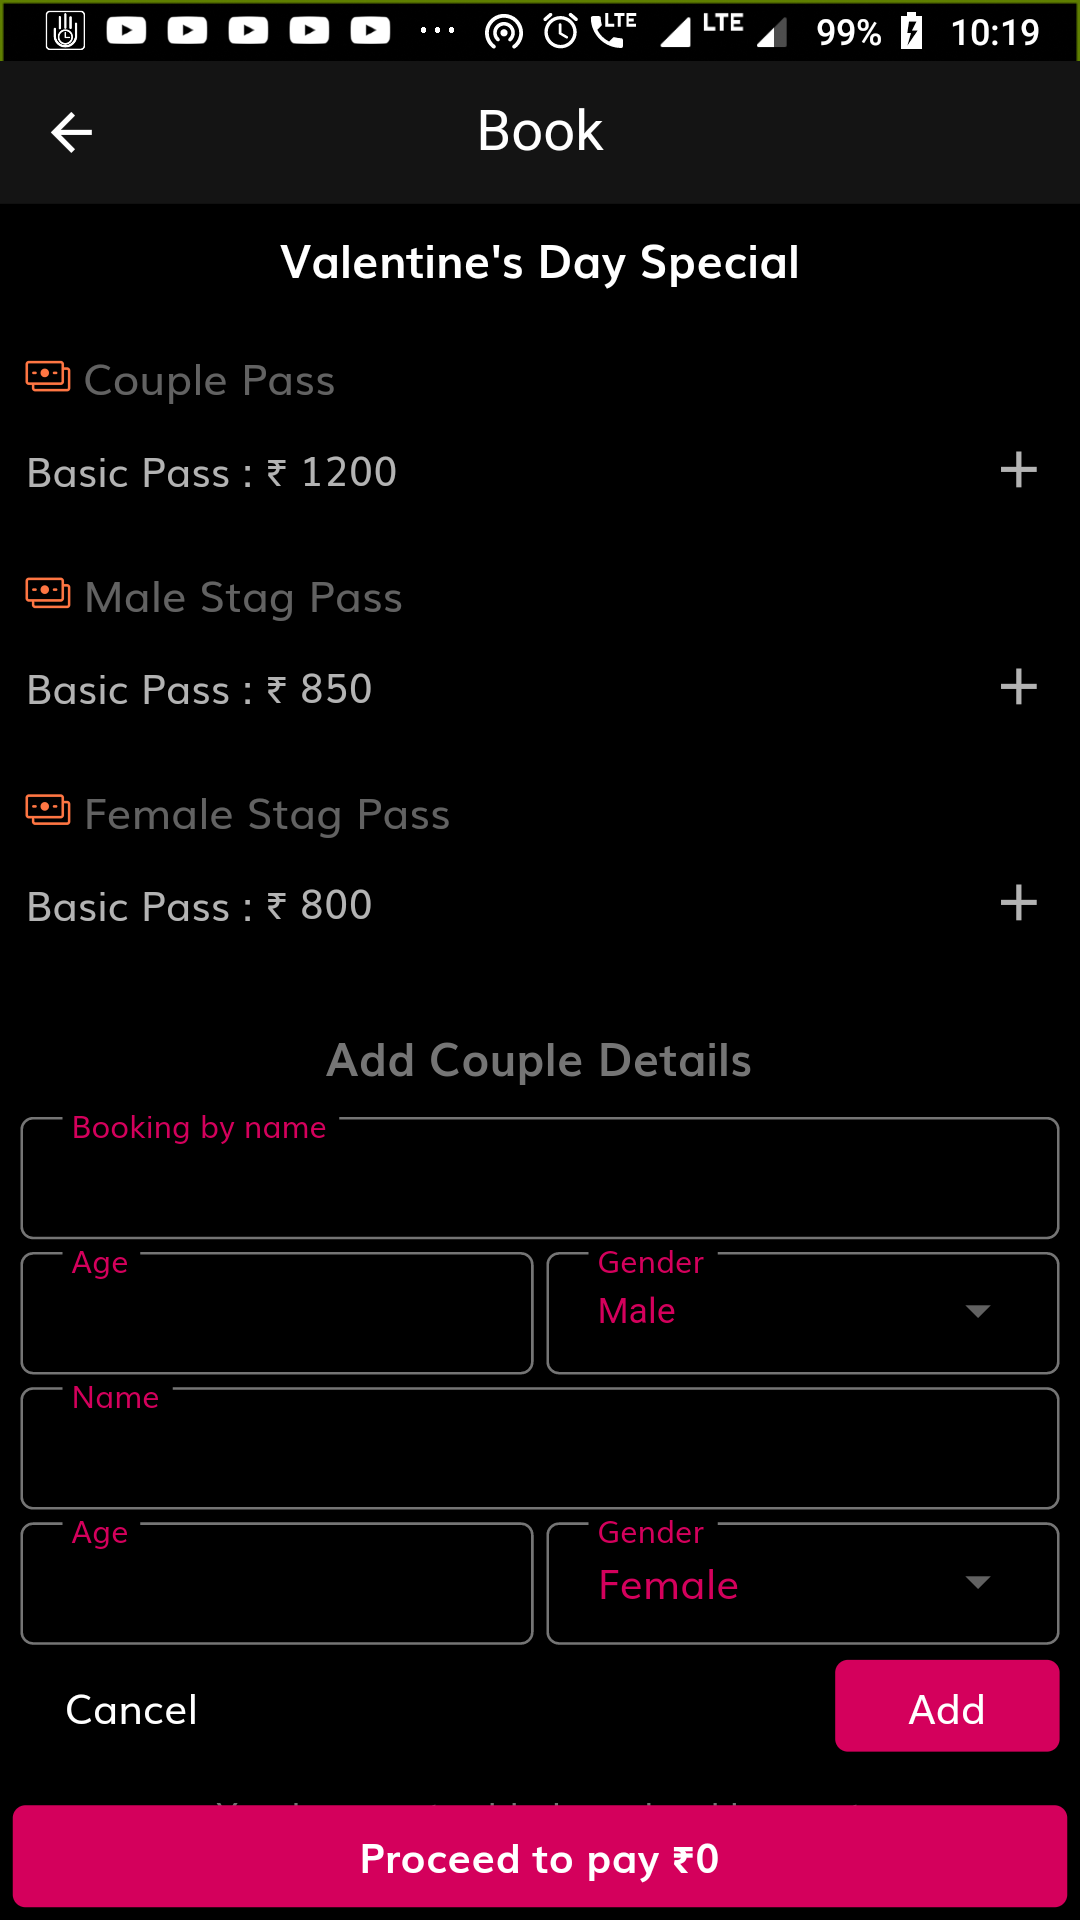 LTE LTE 99% 10:19
Book
Valentine's Day Special
Couple Pass
Basic Pass : ₹ 1200
Male Stag Pass
Basic Pass : ₹ 850
Female Stag Pass
Basic Pass : ₹ 800
Add Couple Details
Booking by name
Age Gender
Male
Name
Age Gender
Female
Cancel Add
Proceed to pay ₹0